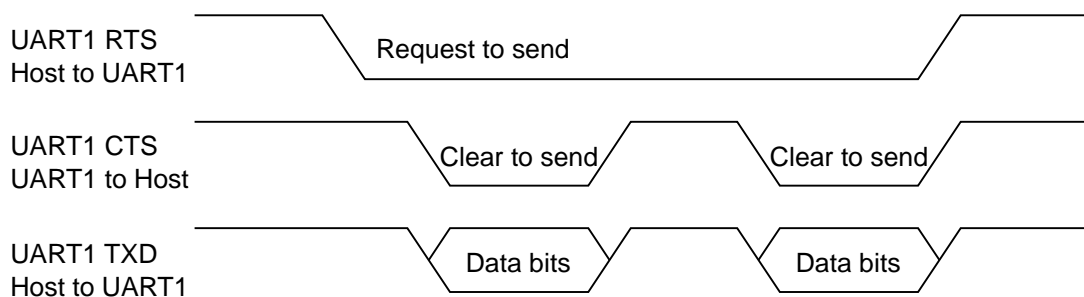 UART1 RTS
Host to UART1
Request to send
UART1 CTS
UART1 to Host
Clear to send
Clear to send
UART1 TXD
Host to UART1
Data bits
Data bits